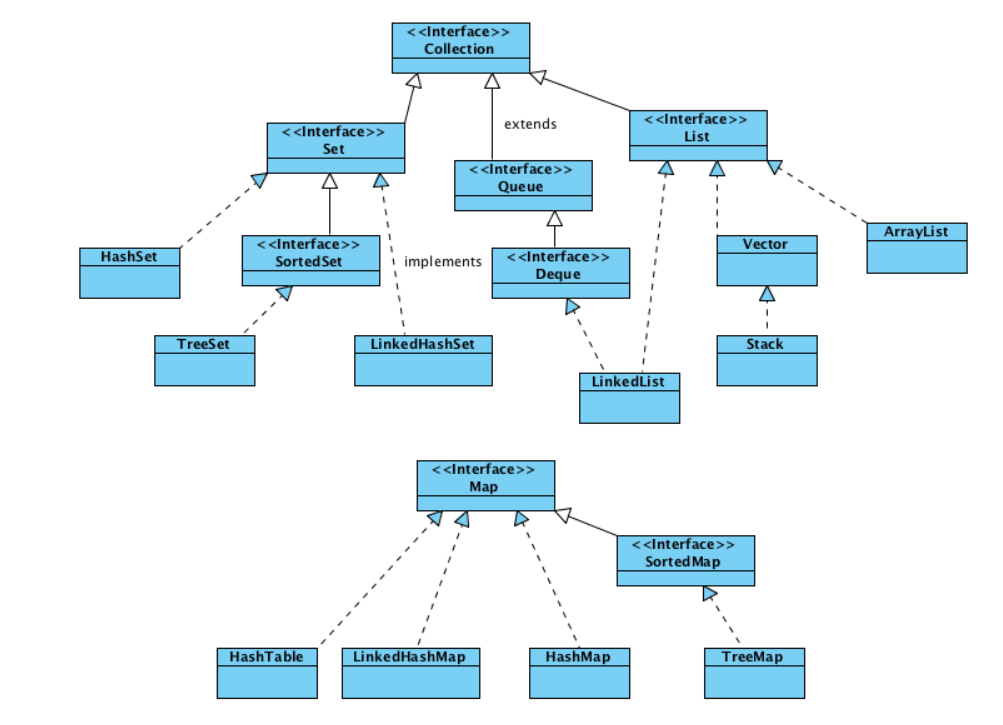 <<Interface>>
Collection
<<Interface>>
List
extends
<<Interface>>
Set
<<Interface>>
Queue
ArrayList
<<Interface>>
SortedSet
Vector
HashSet
implements
<<Interface>>
Deque
TreeSet
LinkedHashSet
Stack
LinkedList
<<Interface>>
Map
<<Interface>>
SortedMap
HashTable
LinkedHashMap
HashMap
TreeMap